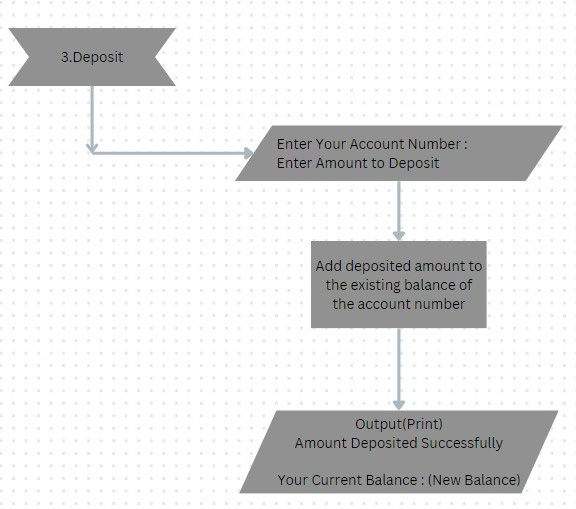 3.Deposit
Enter Your Account Number :
Enter Amount to Deposit
Add deposited amount to
the existing balance of
the account number
Output(Print)
Amount Deposited Successfully
Your Current Balance : (New Balance)